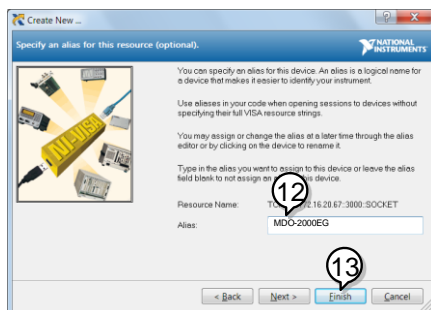 Create New ...
Specify an alias for this resource (optional).
NATIONAL
INSTRUMENTS
You can specify an alias for this device. An alias is a logical name for
a device that makes it easier to identify your instrument.
Use aliases in your code when opening sessions to devices without
specifying their full VISA resource strings.
You may assign or change the alias at a later time through the alias
editor or by clicking on the device to rename it.
Type in the alias you want to assign to this device or leave the alias
field blank to not assign an this device.
12
Resource Name: 72.16.20.67::3000::SOCKET
Alias: MDO-2000EG
NI-VISA
13
< Back Next > Finish Cancel